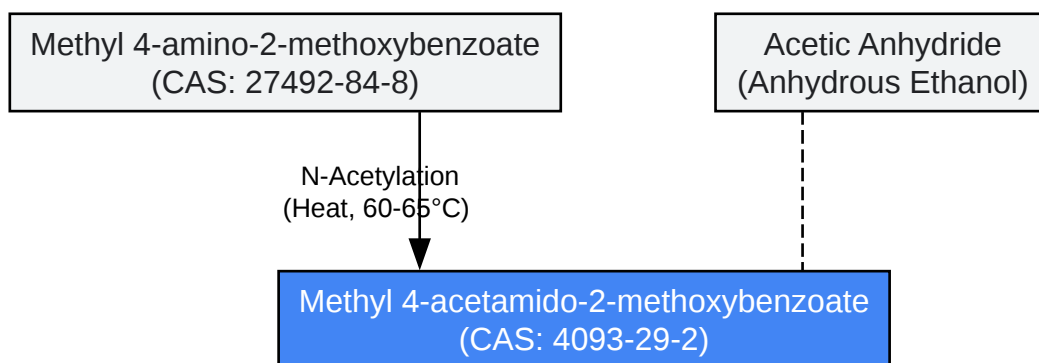 Methyl 4-amino-2-methoxybenzoate
(CAS: 27492-84-8)
Acetic Anhydride
(Anhydrous Ethanol)
N-Acetylation
(Heat, 60-65°C)
Methyl 4-acetamido-2-methoxybenzoate
(CAS: 4093-29-2)